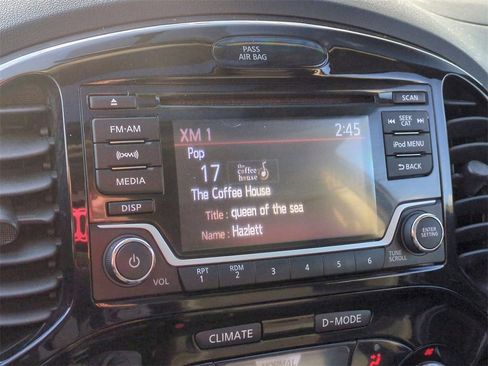 PASS
AIR BAG
SCAN
FM·AM
XM 1 2:45
SEEK
CAT
Pop
iPod MENU
17 the coffee house
MEDIA
BACK
The Coffee House
DISP
Title : queen of the sea
Name : Hazlett
ENTER
SETTING
VOL
RPT
1
RDM
2
3 4 5 6
TUNE
SCROLL
CLIMATE
D-MODE
NORMAL